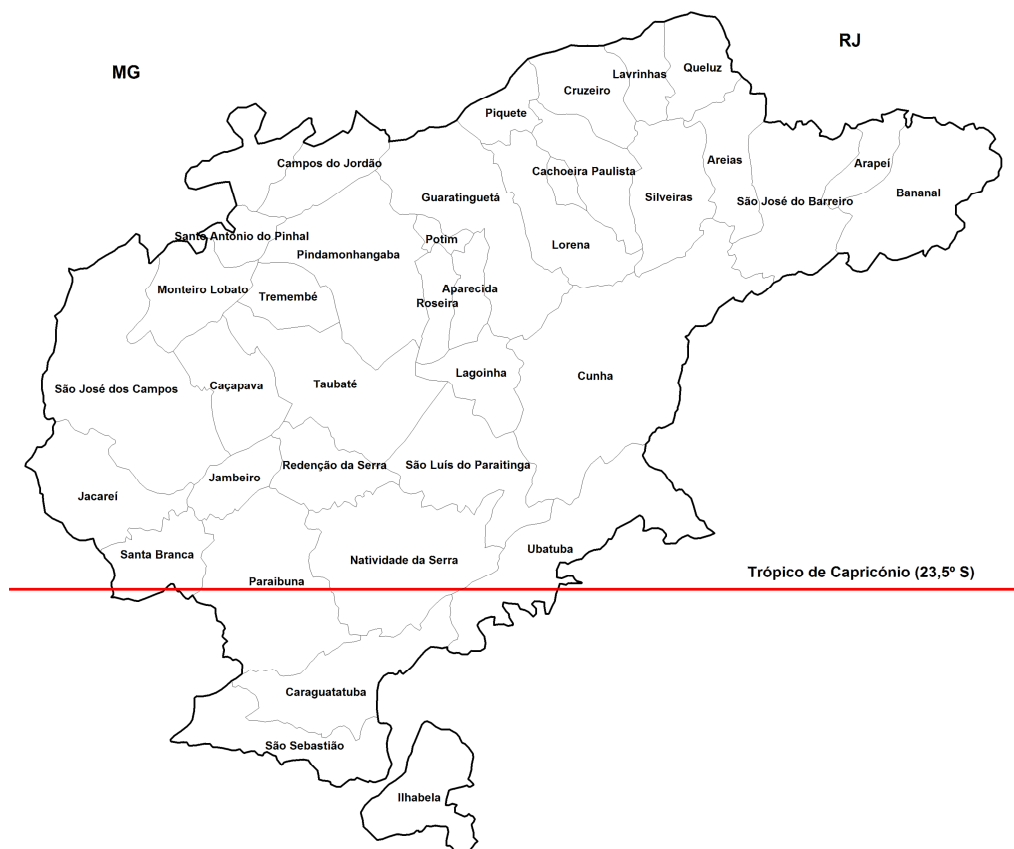 RJ
MG
Queluz
Lavrinhas
Cruzeiro
Piquete
Campos do Jordão
Areias
Arapeí
Cachoeira Paulista
Bananal
Guaratinguetá
Silveiras
São José do Barreiro
Santo Antônio do Pinhal
Potim
Lorena
Pindamonhangaba
Monteiro Lobato
Tremembé
Aparecida
Roseira
Lagoinha
Cunha
São José dos Campos
Caçapava
Taubaté
Redenção da Serra
São Luís do Paraitinga
Jambeiro
Jacareí
Santa Branca
Natividade da Serra
Ubatuba
Paraibuna
Trópico de Capricónio (23,5º S)
Caraguatatuba
São Sebastião
Ilhabela